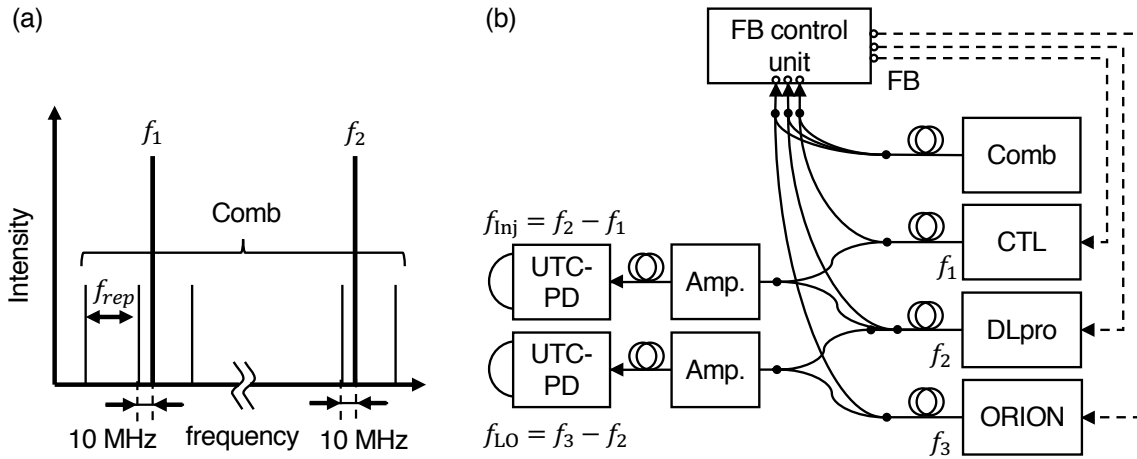 (a)
f1
f2
Comb
Intensity
frep
10 MHz
frequency
10 MHz
(b)
FB control
unit
FB
Comb
CTL
f1
DLpro
f2
ORION
f3
fInj = f2 − f1
UTC-
PD
Amp.
UTC-
PD
Amp.
fLO = f3 − f2